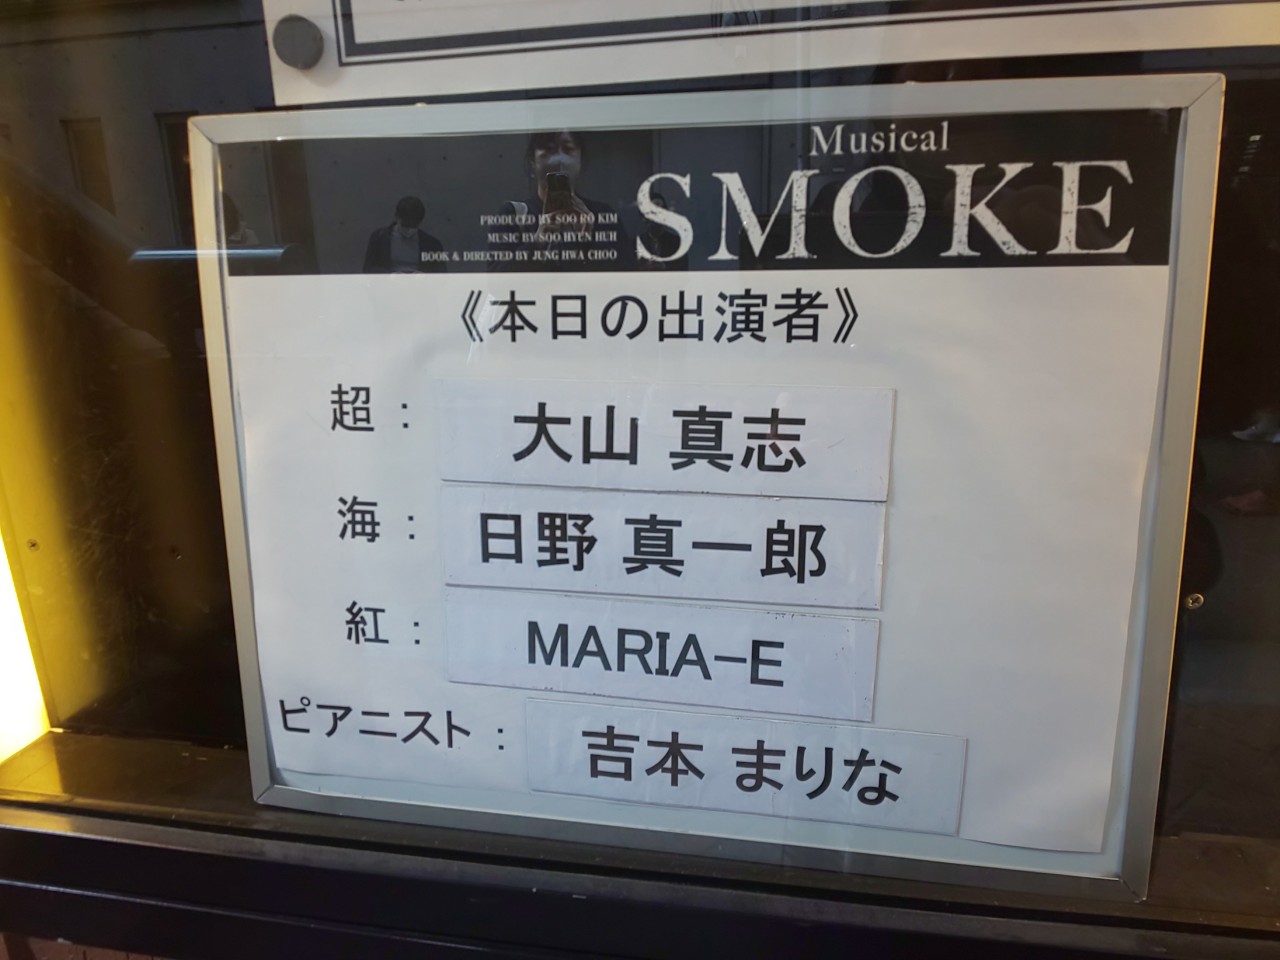 Musical
SMOKE
PRODUCED BY SOO RO KIM
MUSIC BY SOO HYUN HUH
BOOK & DIRECTED BY JUNG HWA CHOO
《本日の出演者》
超：大山 真志
海：日野 真一郎
紅：MARIA-E
ピアニスト：吉本 まりな